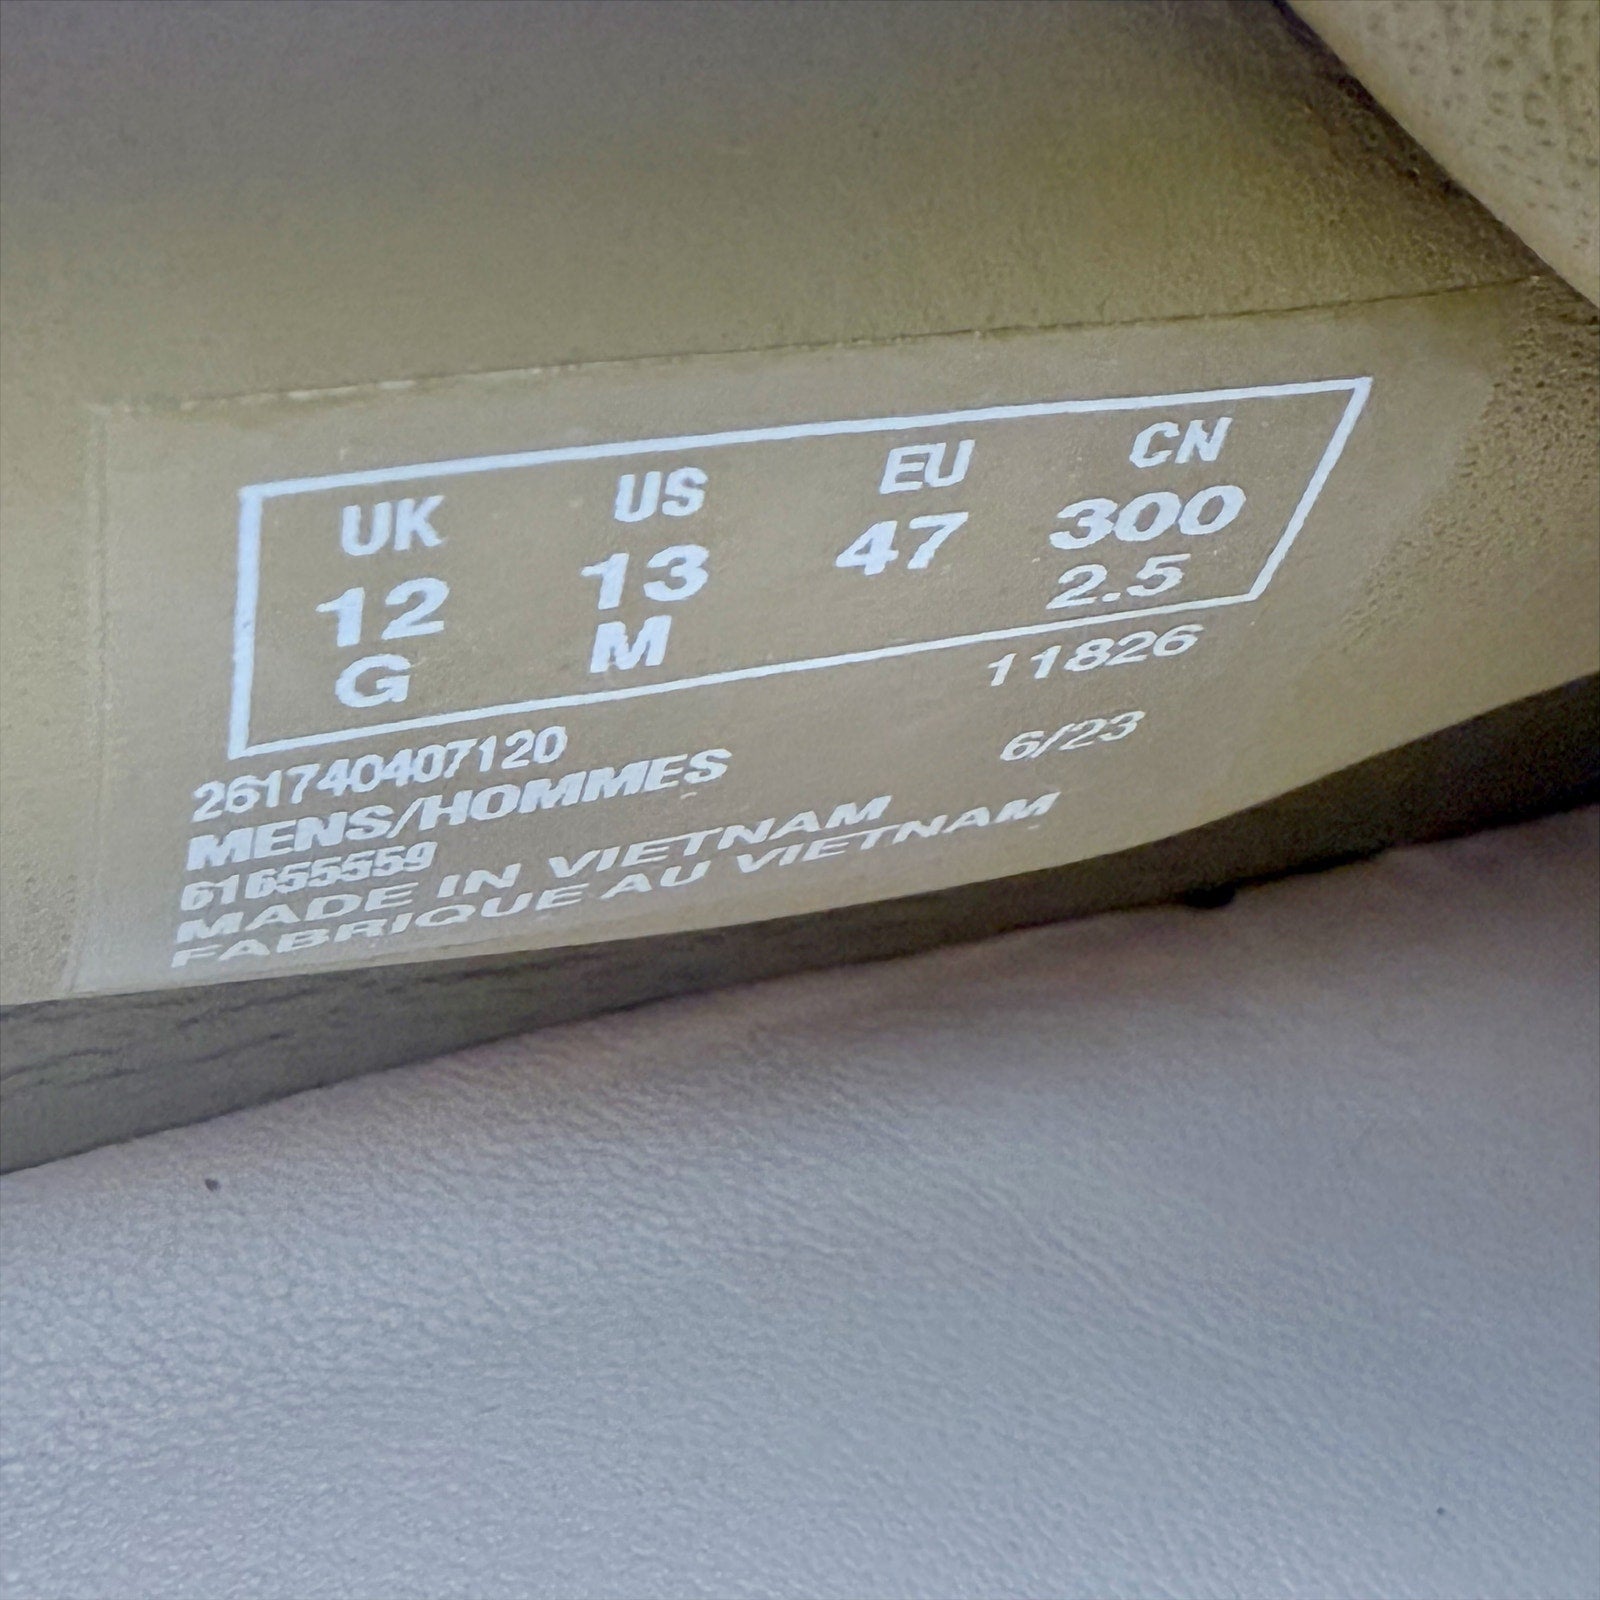 UK US EU CN
12 13 47 300
G M 2.5
261740407120 11826
MENS/HOMMES 6/23
61655559
MADE IN VIETNAM
FABRIQUE AU VIETNAM